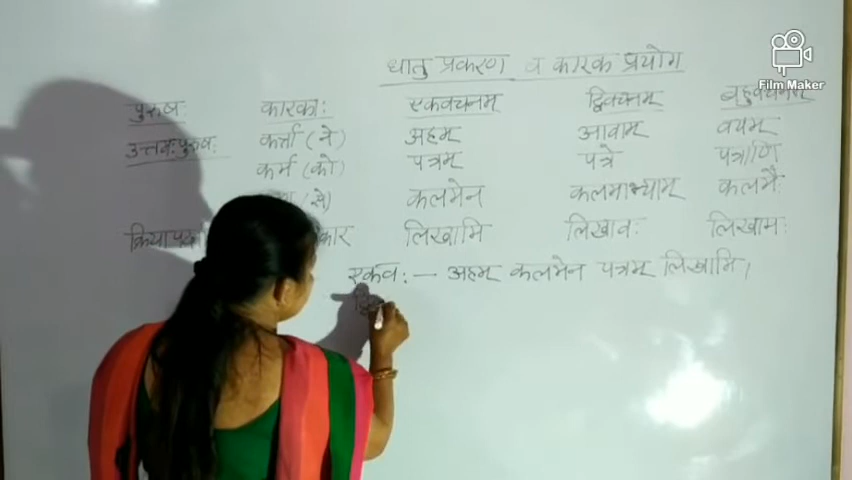 Film Maker
धातु प्रकरण व कारक प्रयोग
पुरुषः कारकाः एकवचनम् द्विवचनम् बहुवचनम्
उत्तमःपुरुषः कर्त्ता (ने) अहम् आवाम् वयम्
कर्म (को) पत्रम् पत्रे पत्राणि
(से) कलमेन कलमाभ्याम् कलमैः
लिखामि लिखावः लिखामः
एकव:- अहम् कलमेन पत्रम् लिखामि।